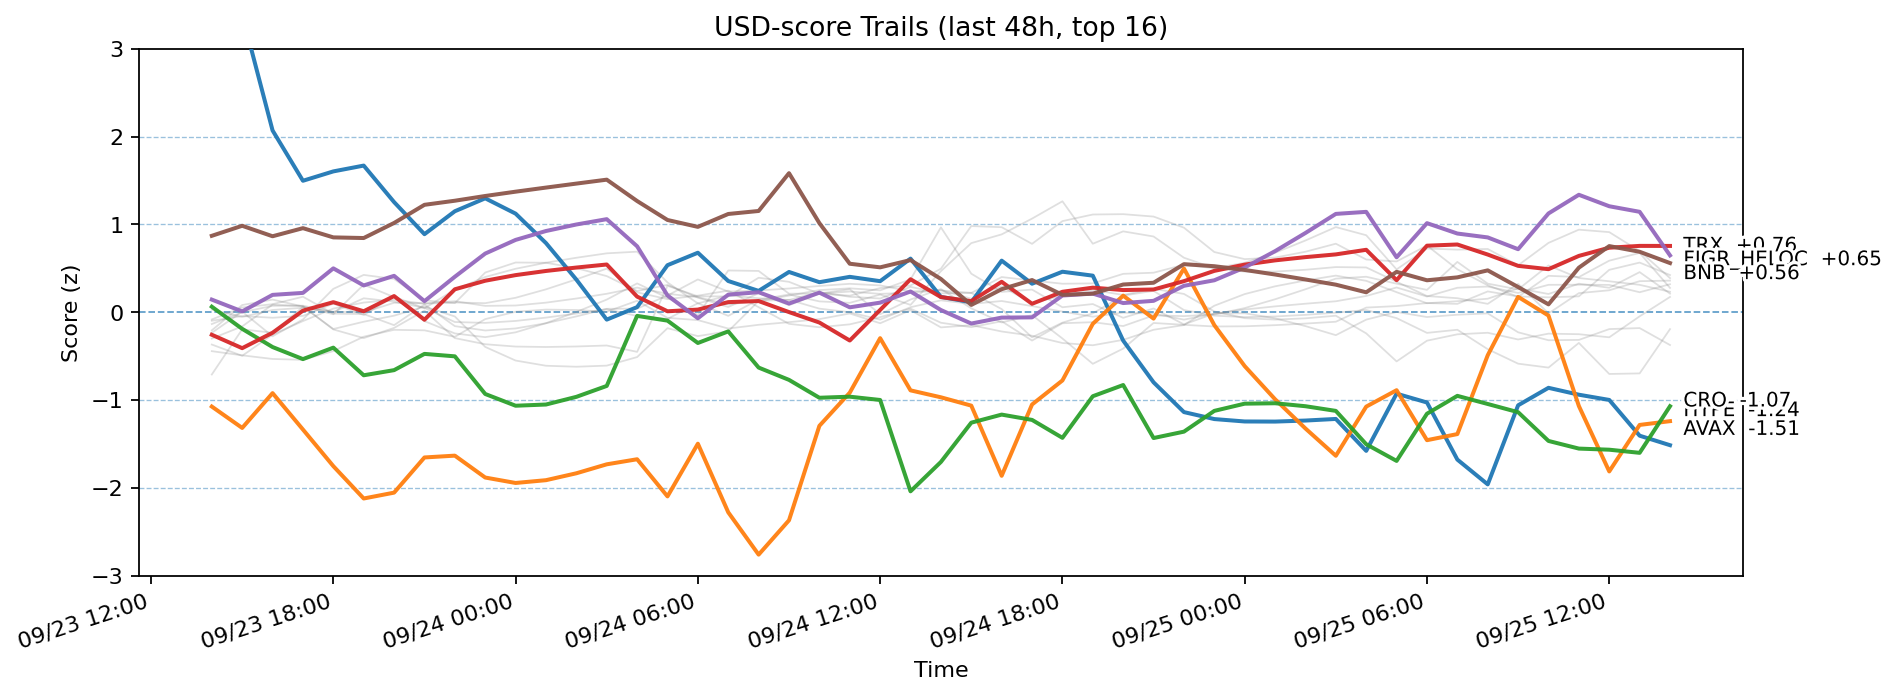 USD-score Trails (last 48h, top 16)
Score (z)
3
2
1
0
−1
−2
−3
TRX +0.76
FIGR_HELOC +0.65
BNB +0.56
CRO -1.07
-1.24
AVAX -1.51
09/23 12:00
09/23 18:00
09/24 00:00
09/24 06:00
09/24 12:00
09/24 18:00
09/25 00:00
09/25 06:00
09/25 12:00
Time